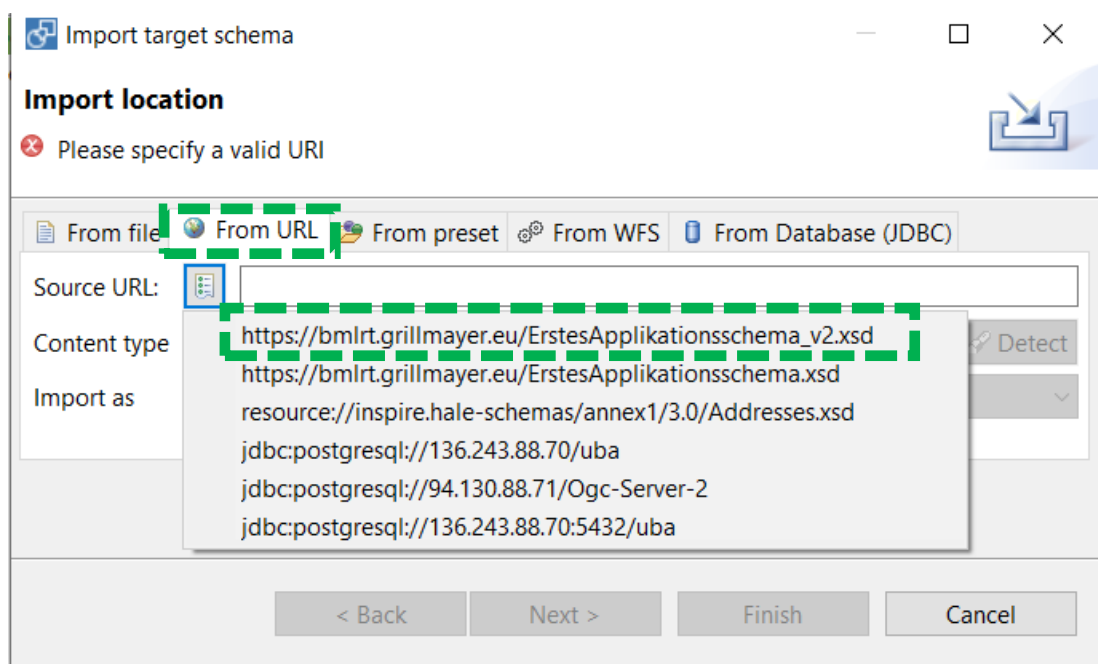 Import target schema
Import location
Please specify a valid URI
From file From URL From preset From WFS From Database (JDBC)
Source URL:
https://bmlrt.grillmayer.eu/ErstesApplikationsschema_v2.xsd
Content type Detect
https://bmlrt.grillmayer.eu/ErstesApplikationsschema.xsd
Import as
resource://inspire.hale-schemas/annex1/3.0/Addresses.xsd
jdbc:postgresql://136.243.88.70/uba
jdbc:postgresql://94.130.88.71/Ogc-Server-2
jdbc:postgresql://136.243.88.70:5432/uba
< Back Next > Finish Cancel